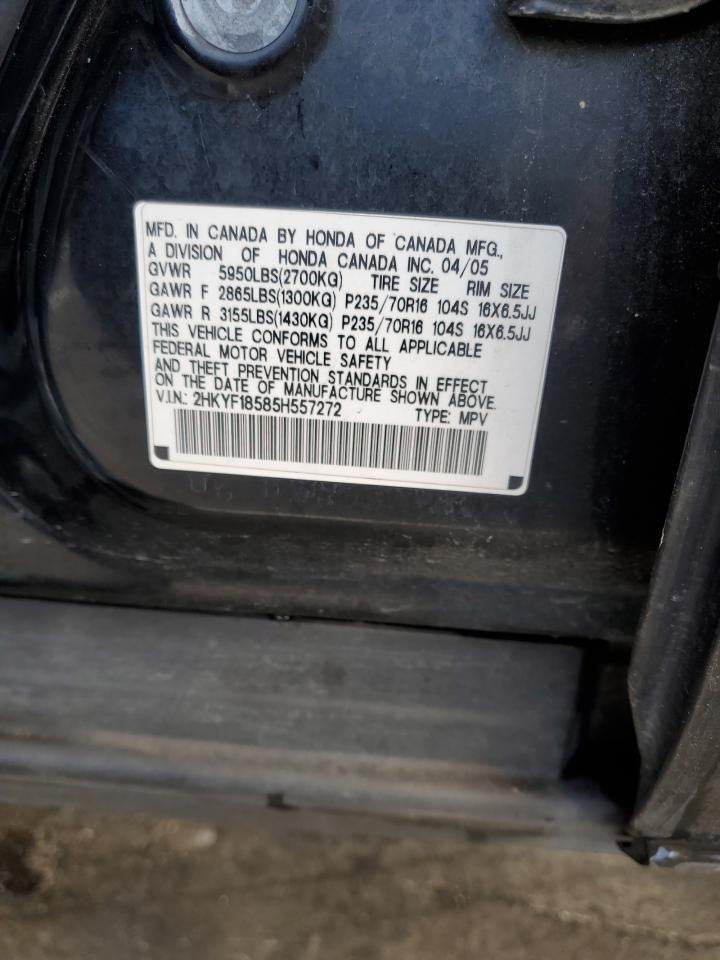 MFD. IN CANADA BY HONDA OF CANADA MFG.,
A DIVISION OF HONDA CANADA INC. 04/05
GVWR 5950LBS(2700KG) TIRE SIZE RIM SIZE
GAWR F 2865LBS(1300KG) P235/70R16 104S 16X6.5JJ
GAWR R 3155LBS(1430KG) P235/70R16 104S 16X6.5JJ
THIS VEHICLE CONFORMS TO ALL APPLICABLE
FEDERAL MOTOR VEHICLE SAFETY
AND THEFT PREVENTION STANDARDS IN EFFECT
ON THE DATE OF MANUFACTURE SHOWN ABOVE.
V.I.N.: 2HKYF18585H557272 TYPE: MPV